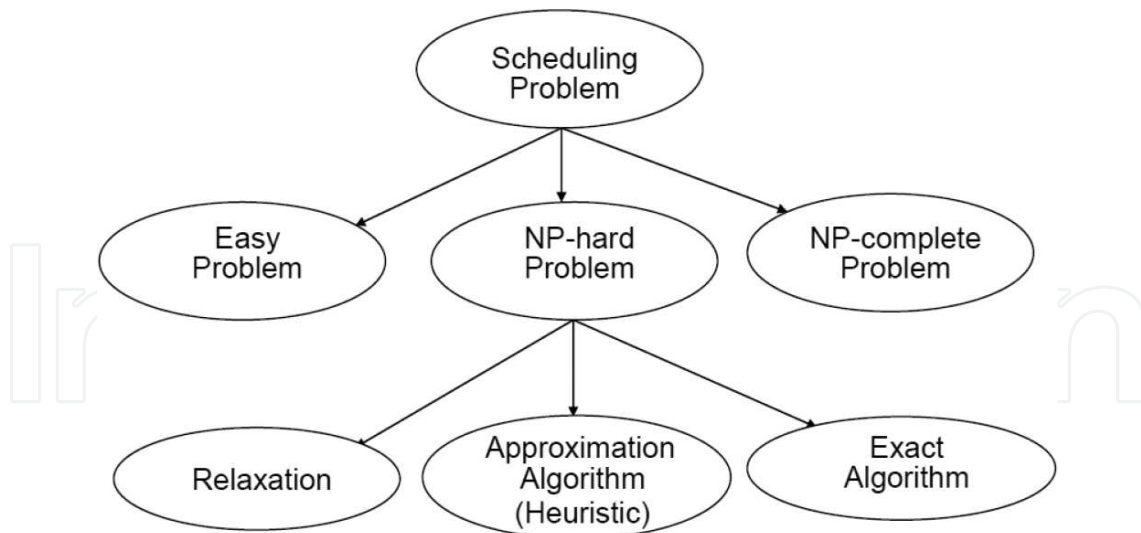 Scheduling
Problem
Easy
Problem
NP-hard
Problem
NP-complete
Problem
Relaxation
Approximation
Algorithm
(Heuristic)
Exact
Algorithm